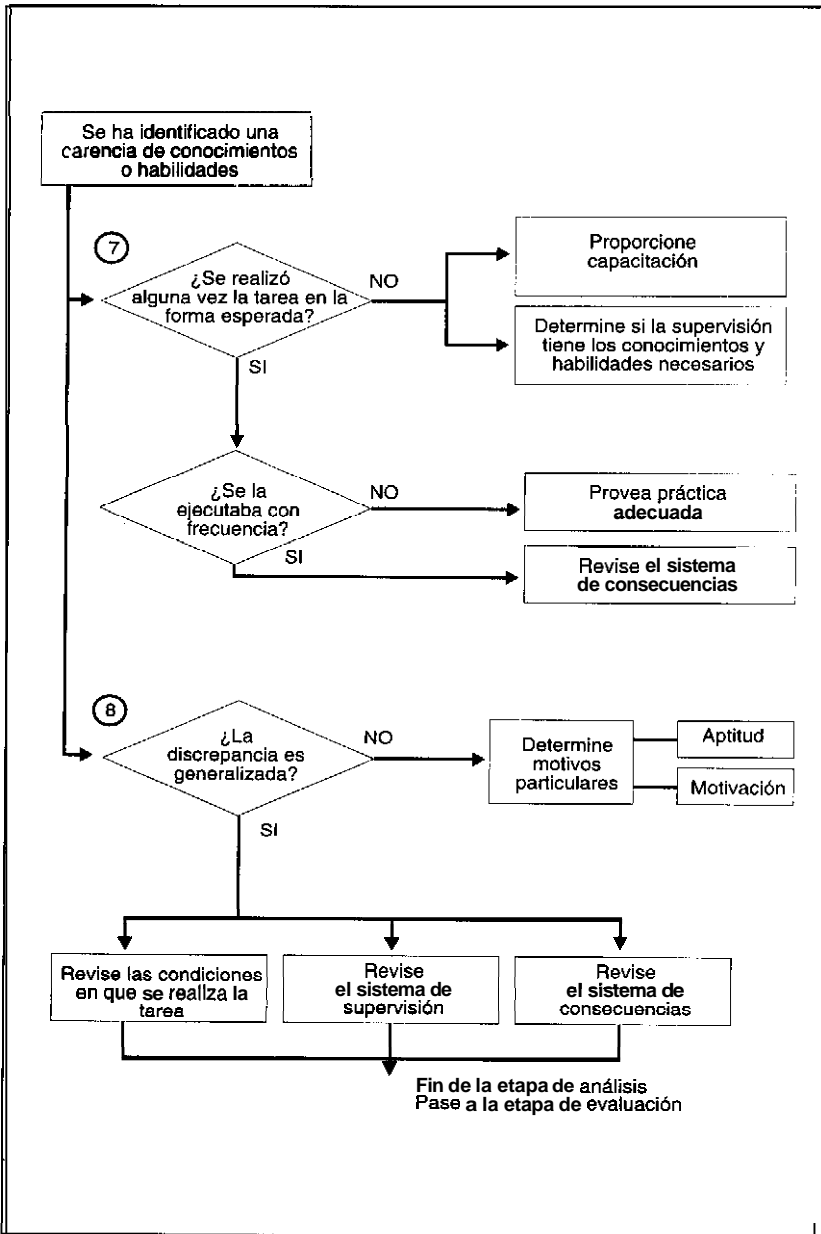 Se ha identificado una
carencia de conocimientos
o habilidades
7
¿Se realizó
alguna vez la tarea en la
forma esperada?
NO
Proporcione
capacitación
Determine si la supervisión
tiene los conocimientos y
habilidades necesarios
SI
¿Se la
ejecutaba con
frecuencia?
NO
Provea práctica
adecuada
SI
Revise el sistema
de consecuencias
8
¿La
discrepancia es
generalizada?
NO
Determine
motivos
particulares
Aptitud
Motivación
SI
Revise las condiciones
en que se realiza la
tarea
Revise
el sistema de
supervisión
Revise
el sistema de
consecuencias
Fin de la etapa de análisis
Pase a la etapa de evaluación